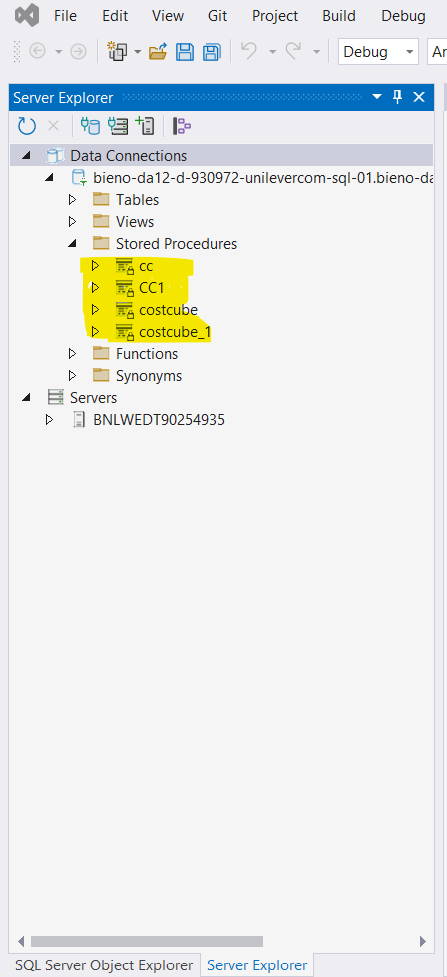 File Edit View Git Project Build Debug
Debug Ar
Server Explorer
Data Connections
bieno-da12-d-930972-unilevercom-sql-01.bieno-da
Tables
Views
Stored Procedures
cc
CC1
costcube
costcube_1
Functions
Synonyms
Servers
BNLWEDT90254935
SQL Server Object Explorer Server Explorer